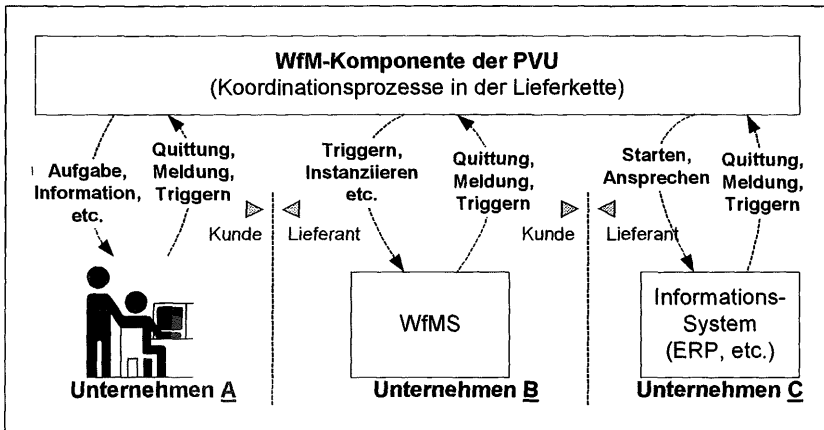 WfM-Komponente der PVU
(Koordinationsprozesse in der Lieferkette)
Aufgabe,
Information,
etc.
Quittung,
Meldung,
Triggern
Triggern,
Instanziieren
etc.
Quittung,
Meldung,
Triggern
Starten,
Ansprechen
Quittung,
Meldung,
Triggern
Kunde
Lieferant
Kunde
Lieferant
WfMS
Informations-
System
(ERP, etc.)
Unternehmen A
Unternehmen B
Unternehmen C